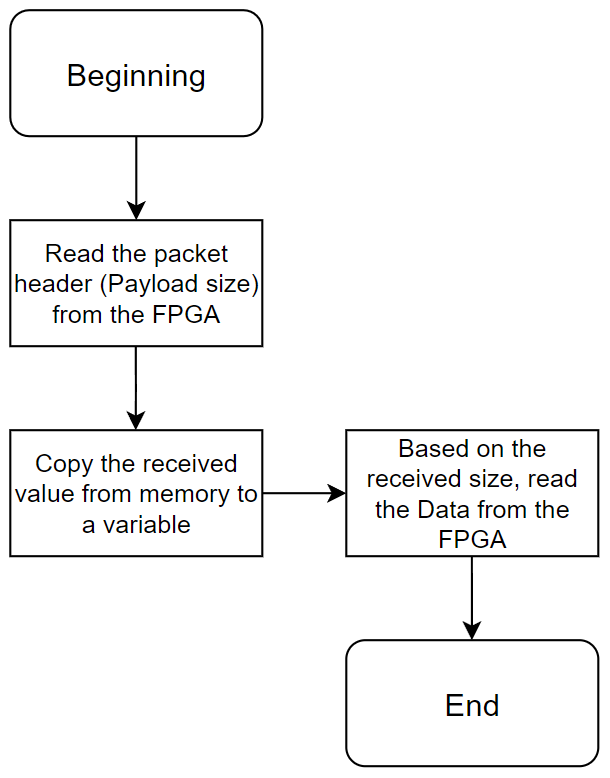 Beginning
Read the packet
header (Payload size)
from the FPGA
Copy the received
value from memory to
a variable
Based on the
received size, read
the Data from the
FPGA
End